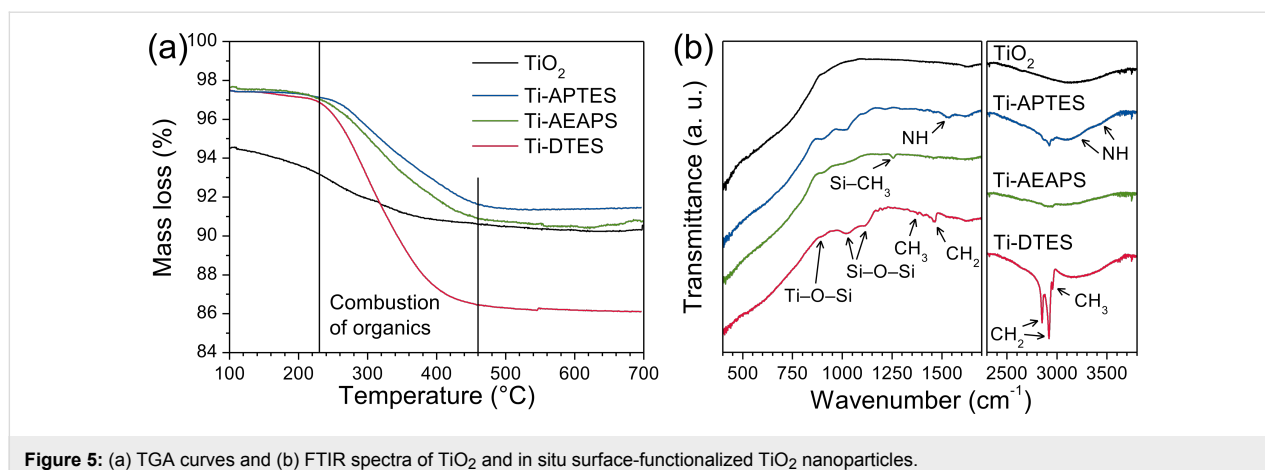 (a)
100
98
96
94
92
90
88
86
84
Mass loss (%)
TiO₂
Ti-APTES
Ti-AEAPS
Ti-DTES
Combustion
of organics
100 200 300 400 500 600 700
Temperature (°C)
(b)
Transmittance (a. u.)
NH
Si–CH₃
CH₃
CH₂
Si–O–Si
Ti–O–Si
TiO₂
Ti-APTES
NH
Ti-AEAPS
Ti-DTES
CH₃
CH₂
500 750 1000 1250 1500 2500 3000 3500
Wavenumber (cm⁻¹)
Figure 5: (a) TGA curves and (b) FTIR spectra of TiO₂ and in situ surface-functionalized TiO₂ nanoparticles.